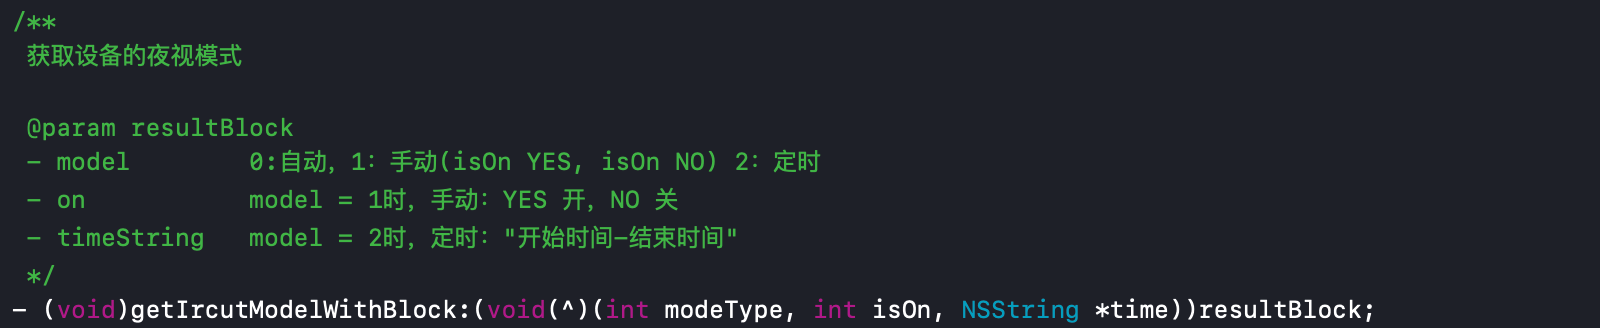 /**
获取设备的夜视模式
@param resultBlock
- model 0:自动，1：手动(isOn YES, isOn NO) 2：定时
- on model = 1时，手动：YES 开，NO 关
- timeString model = 2时，定时："开始时间-结束时间"
*/
- (void)getIrcutModelWithBlock:(void(^)(int modeType, int isOn, NSString *time))resultBlock;